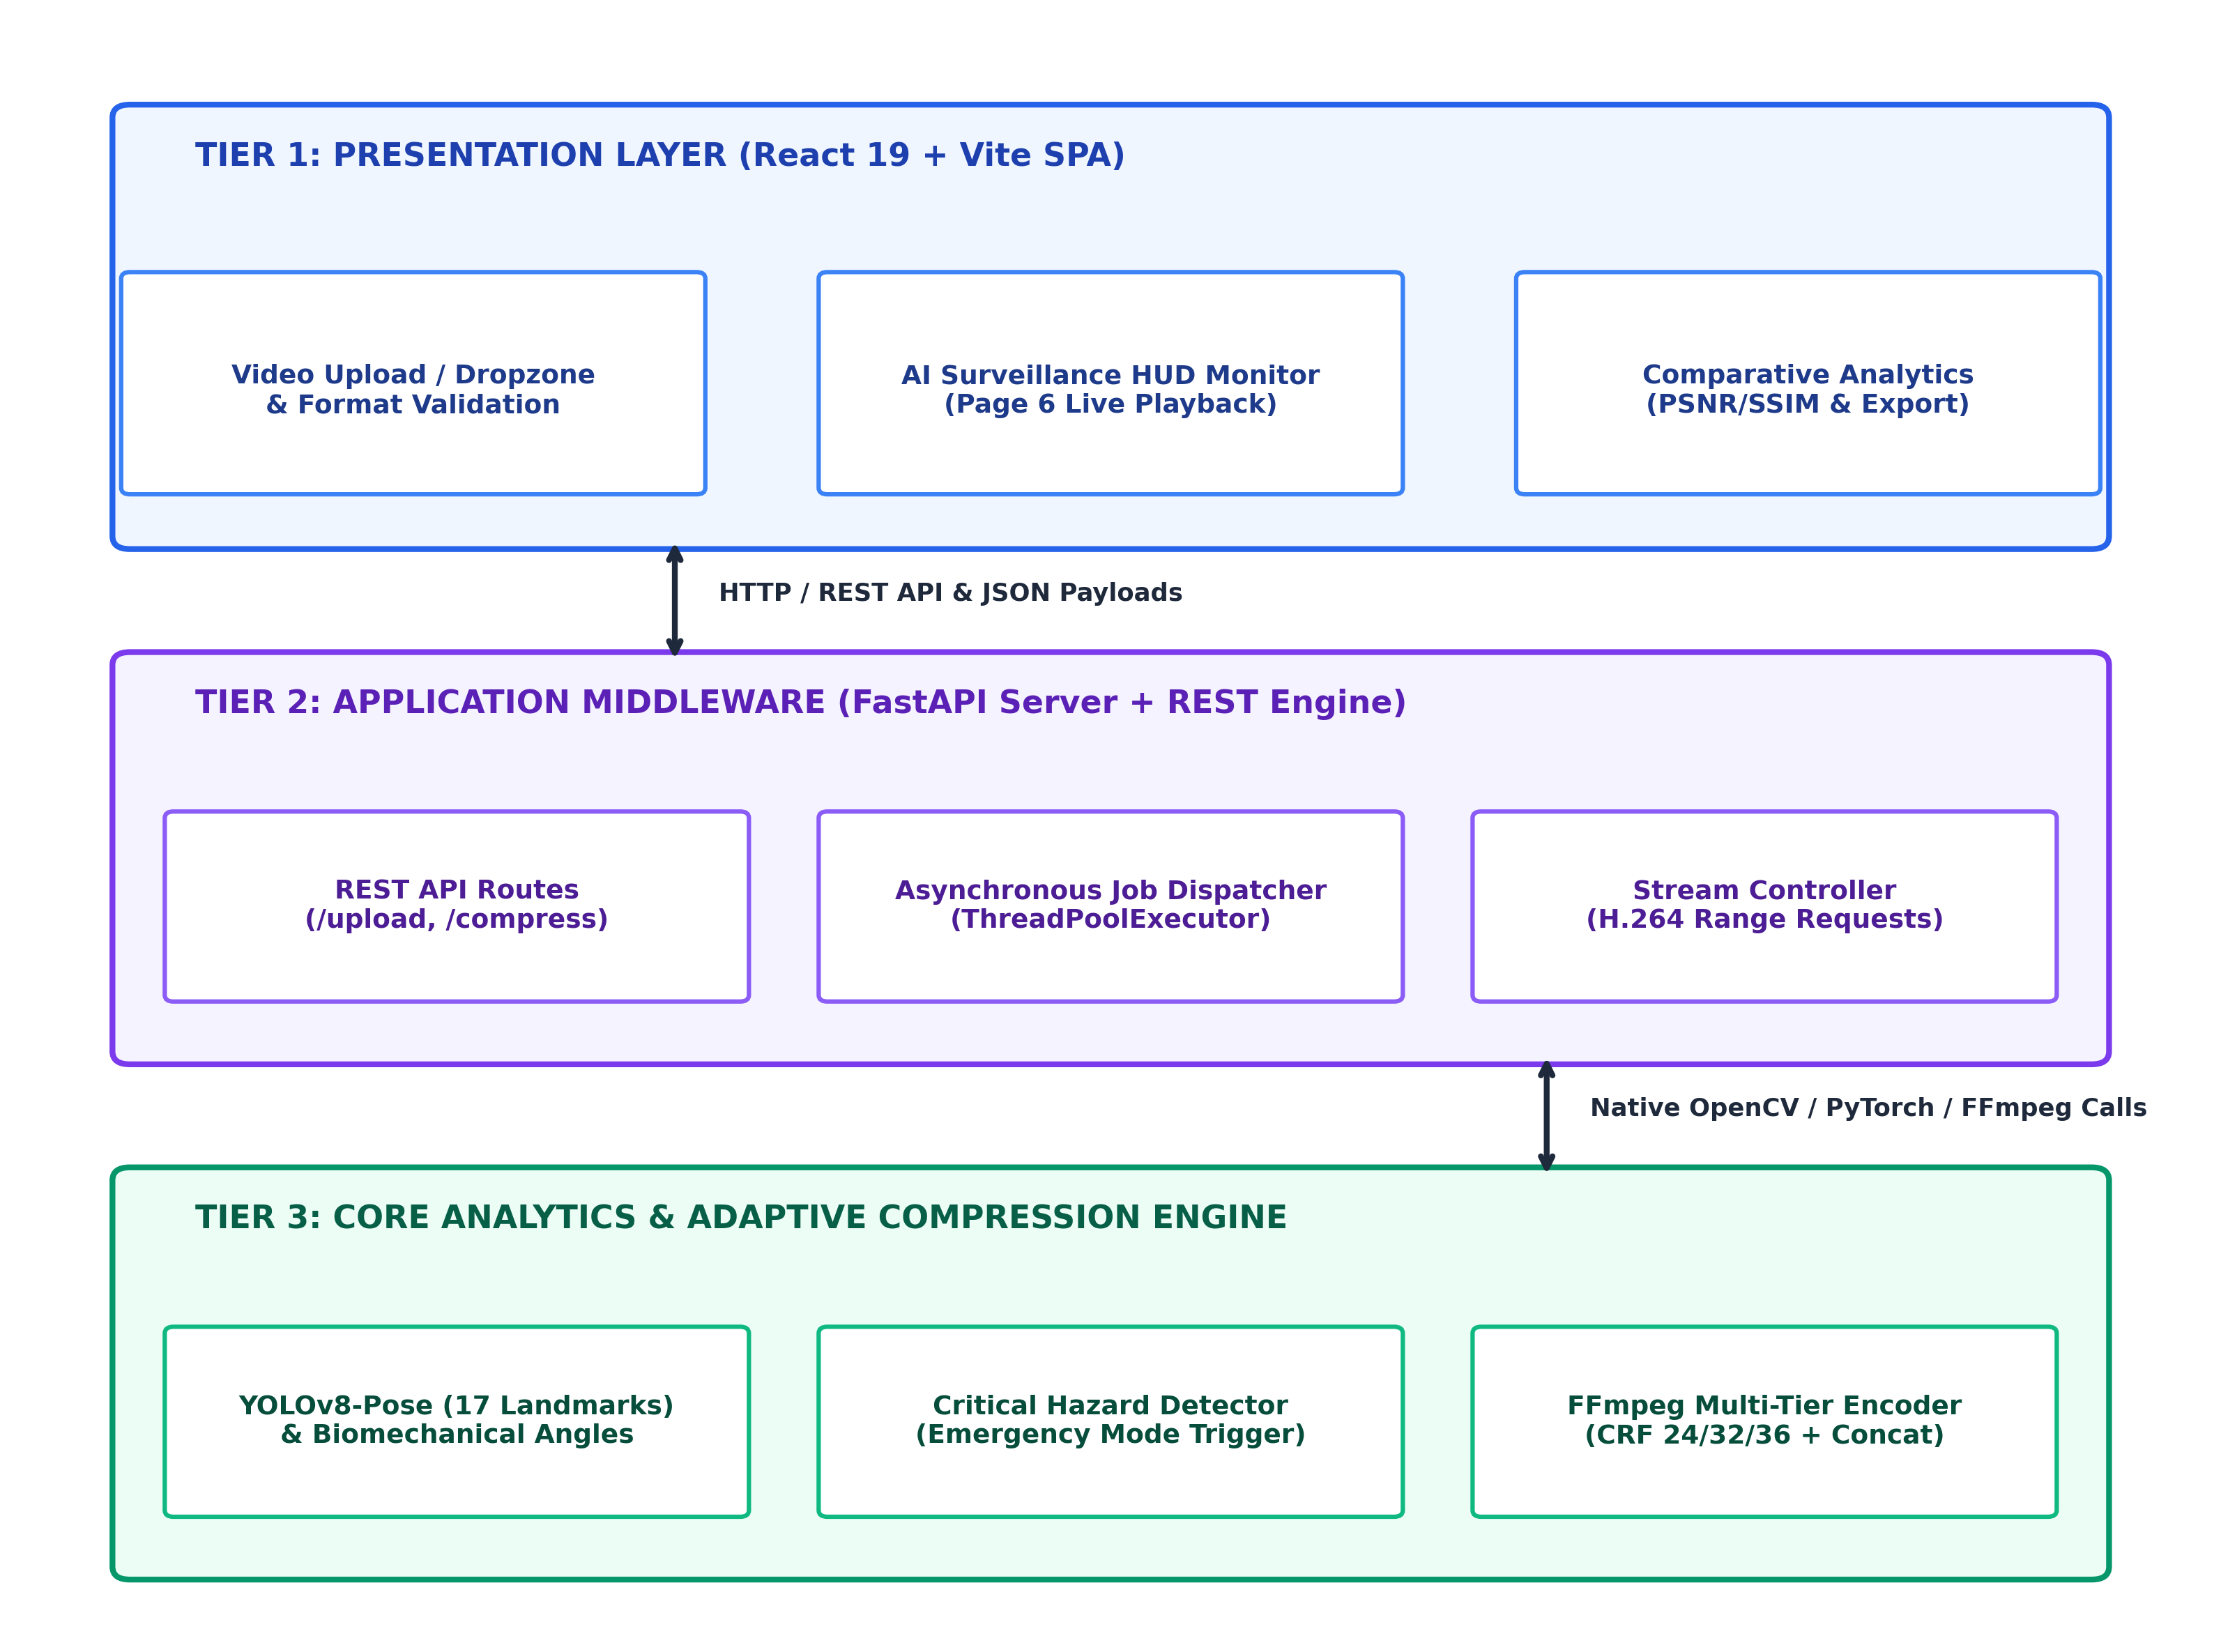 TIER 1: PRESENTATION LAYER (React 19 + Vite SPA)
Video Upload / Dropzone
& Format Validation
AI Surveillance HUD Monitor
(Page 6 Live Playback)
Comparative Analytics
(PSNR/SSIM & Export)
HTTP / REST API & JSON Payloads
TIER 2: APPLICATION MIDDLEWARE (FastAPI Server + REST Engine)
REST API Routes
(/upload, /compress)
Asynchronous Job Dispatcher
(ThreadPoolExecutor)
Stream Controller
(H.264 Range Requests)
Native OpenCV / PyTorch / FFmpeg Calls
TIER 3: CORE ANALYTICS & ADAPTIVE COMPRESSION ENGINE
YOLOv8-Pose (17 Landmarks)
& Biomechanical Angles
Critical Hazard Detector
(Emergency Mode Trigger)
FFmpeg Multi-Tier Encoder
(CRF 24/32/36 + Concat)